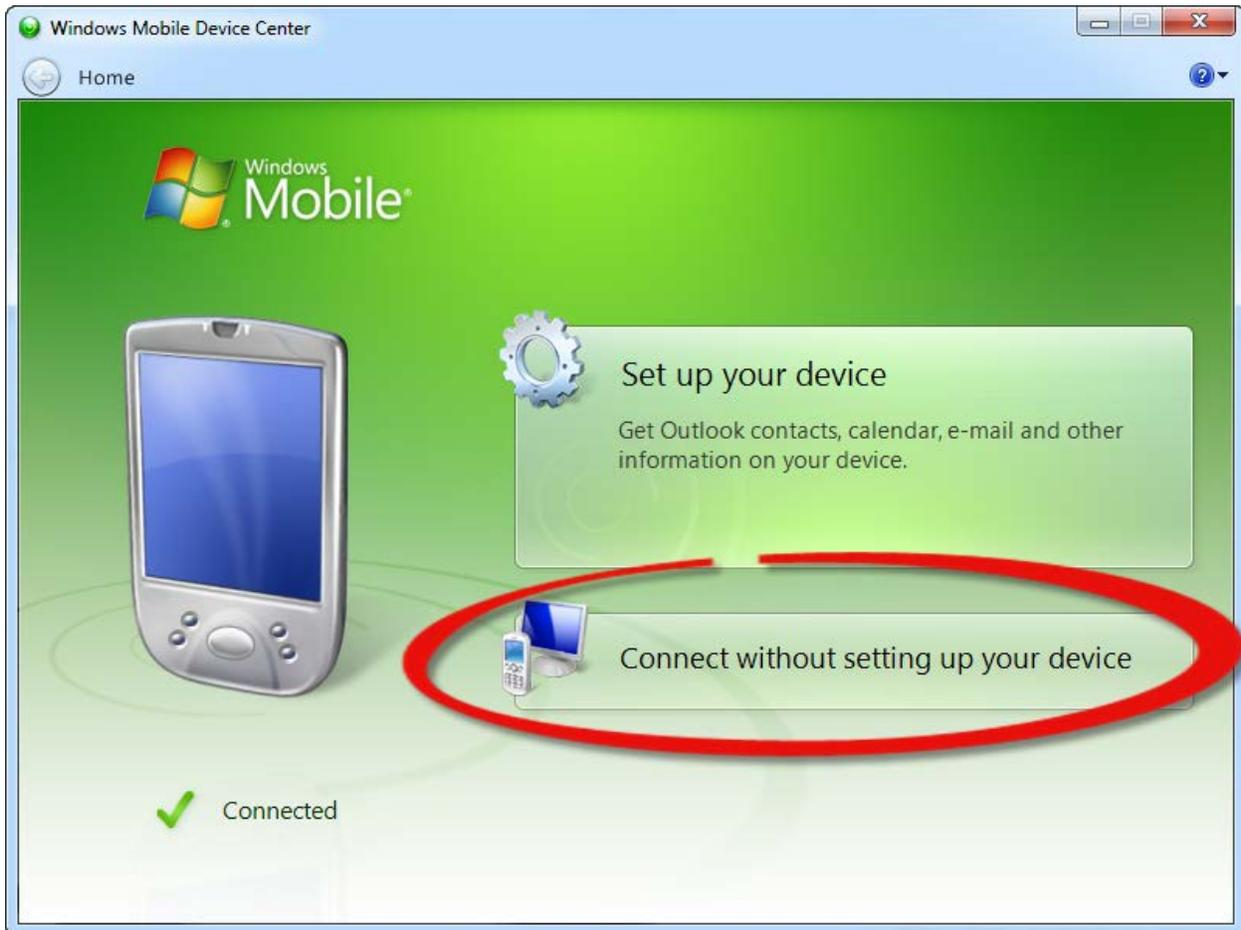 Windows Mobile Device Center
Home
Windows
Mobile®
Set up your device
Get Outlook contacts, calendar, e-mail and other
information on your device.
Connect without setting up your device
Connected